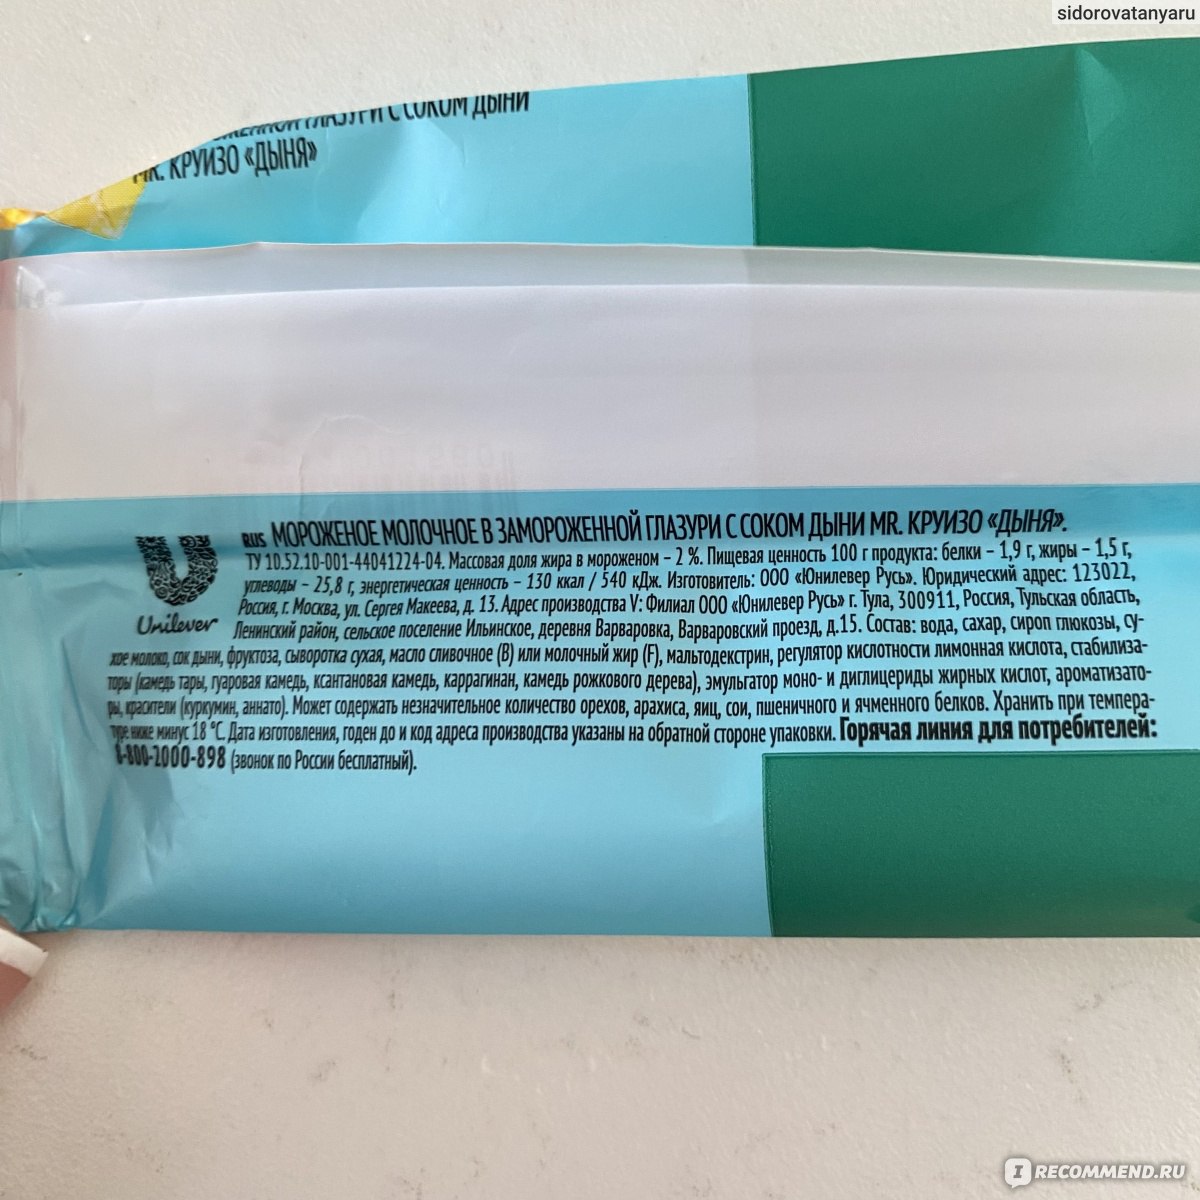 sidorovatanyaru
ГЛАЗУРИ С СОКОМ ДЫНИ
MR. КРУИЗО «ДЫНЯ»
RUS МОРОЖЕНОЕ МОЛОЧНОЕ В ЗАМОРОЖЕННОЙ ГЛАЗУРИ С СОКОМ ДЫНИ MR. КРУИЗО «ДЫНЯ».
ТУ 10.52.10-001-44041224-04. Массовая доля жира в мороженом – 2 %. Пищевая ценность 100 г продукта: белки – 1,9 г, жиры – 1,5 г,
углеводы – 25,8 г, энергетическая ценность – 130 ккал / 540 кДж. Изготовитель: ООО «Юнилевер Русь». Юридический адрес: 123022,
Россия, г. Москва, ул. Сергея Макеева, д. 13. Адрес производства V: Филиал ООО «Юнилевер Русь» г. Тула, 300911, Россия, Тульская область,
Unilever
Ленинский район, сельское поселение Ильинское, деревня Варваровка, Варваровский проезд, д.15. Состав: вода, сахар, сироп глюкозы, су-
хое молоко, сок дыни, фруктоза, сыворотка сухая, масло сливочное (B) или молочный жир (F), мальтодекстрин, регулятор кислотности лимонная кислота, стабилиза-
торы (камедь тары, гуаровая камедь, ксантановая камедь, каррагинан, камедь рожкового дерева), эмульгатор моно- и диглицериды жирных кислот, ароматизато-
ры, красители (куркумин, аннато). Может содержать незначительное количество орехов, арахиса, яиц, сои, пшеничного и ячменного белков. Хранить при темпера-
туре ниже минус 18 °С. Дата изготовления, годен до и код адреса производства указаны на обратной стороне упаковки. Горячая линия для потребителей:
8-800-2000-898 (звонок по России бесплатный).
IRECOMMEND.RU